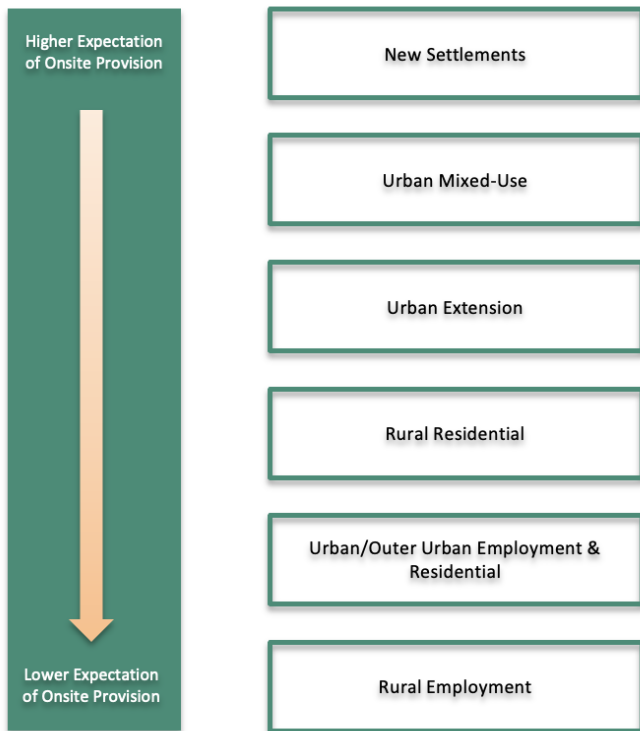 Higher Expectation
of Onsite Provision
New Settlements
Urban Mixed-Use
Urban Extension
Rural Residential
Urban/Outer Urban Employment &
Residential
Lower Expectation
of Onsite Provision
Rural Employment